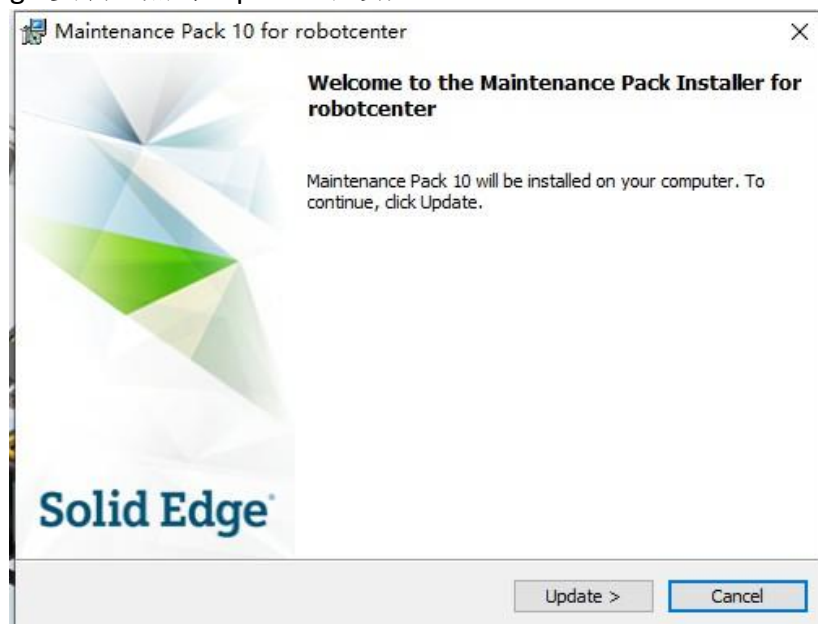 Maintenance Pack 10 for robotcenter
Welcome to the Maintenance Pack Installer for
robotcenter
Maintenance Pack 10 will be installed on your computer. To
continue, click Update.
Solid Edge
Update >
Cancel